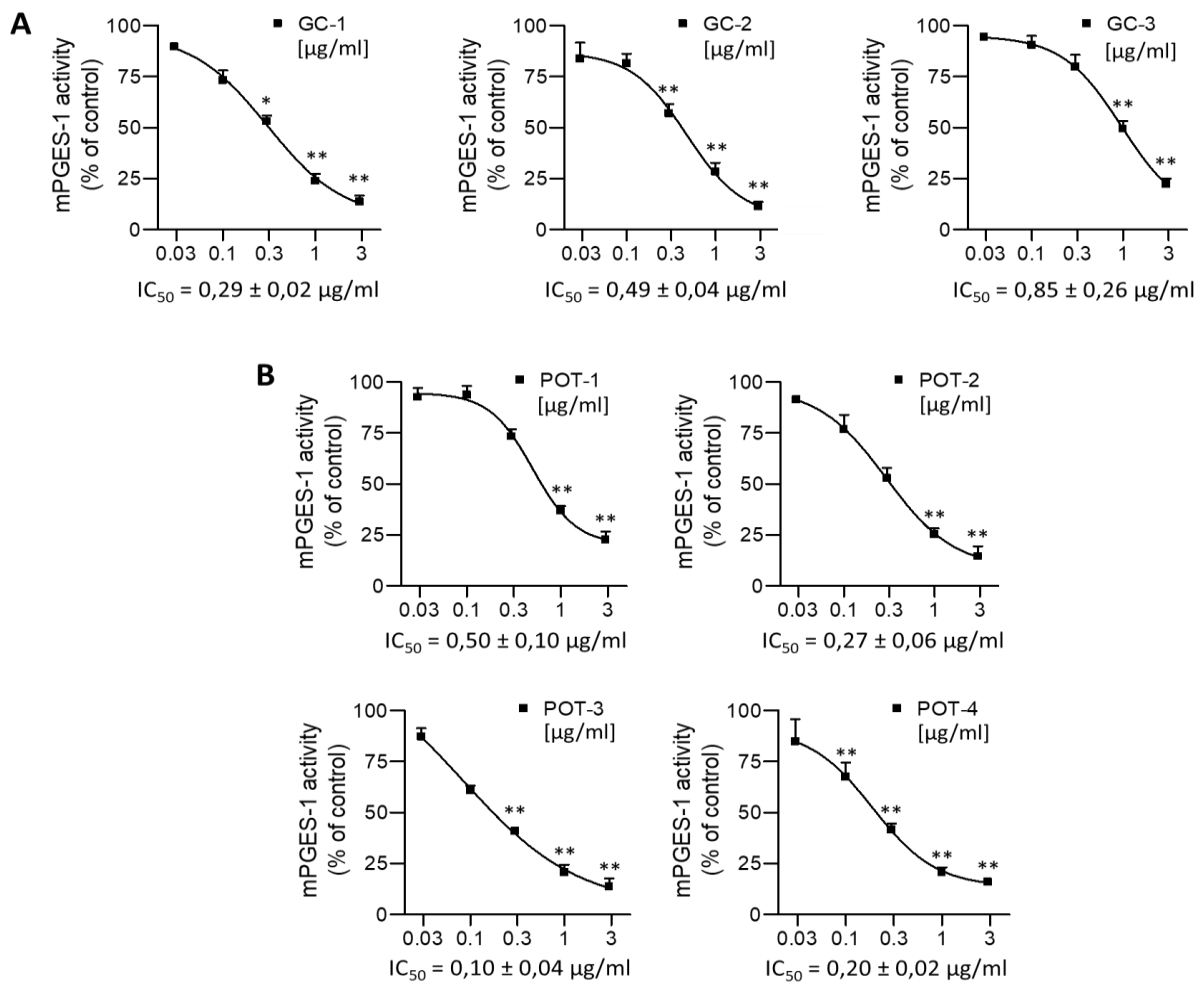 A
mPGES-1 activity
(% of control)
100
75
50
25
0
GC-1
[µg/ml]
*
**
**
0.03 0.1 0.3 1 3
IC50 = 0,29 ± 0,02 µg/ml
mPGES-1 activity
(% of control)
100
75
50
25
0
GC-2
[µg/ml]
**
**
**
0.03 0.1 0.3 1 3
IC50 = 0,49 ± 0,04 µg/ml
mPGES-1 activity
(% of control)
100
75
50
25
0
GC-3
[µg/ml]
**
**
0.03 0.1 0.3 1 3
IC50 = 0,85 ± 0,26 µg/ml
B
mPGES-1 activity
(% of control)
100
75
50
25
0
POT-1
[µg/ml]
**
**
0.03 0.1 0.3 1 3
IC50 = 0,50 ± 0,10 µg/ml
mPGES-1 activity
(% of control)
100
75
50
25
0
POT-2
[µg/ml]
**
**
0.03 0.1 0.3 1 3
IC50 = 0,27 ± 0,06 µg/ml
mPGES-1 activity
(% of control)
100
75
50
25
0
POT-3
[µg/ml]
**
**
**
0.03 0.1 0.3 1 3
IC50 = 0,10 ± 0,04 µg/ml
mPGES-1 activity
(% of control)
100
75
50
25
0
POT-4
[µg/ml]
**
**
**
**
0.03 0.1 0.3 1 3
IC50 = 0,20 ± 0,02 µg/ml